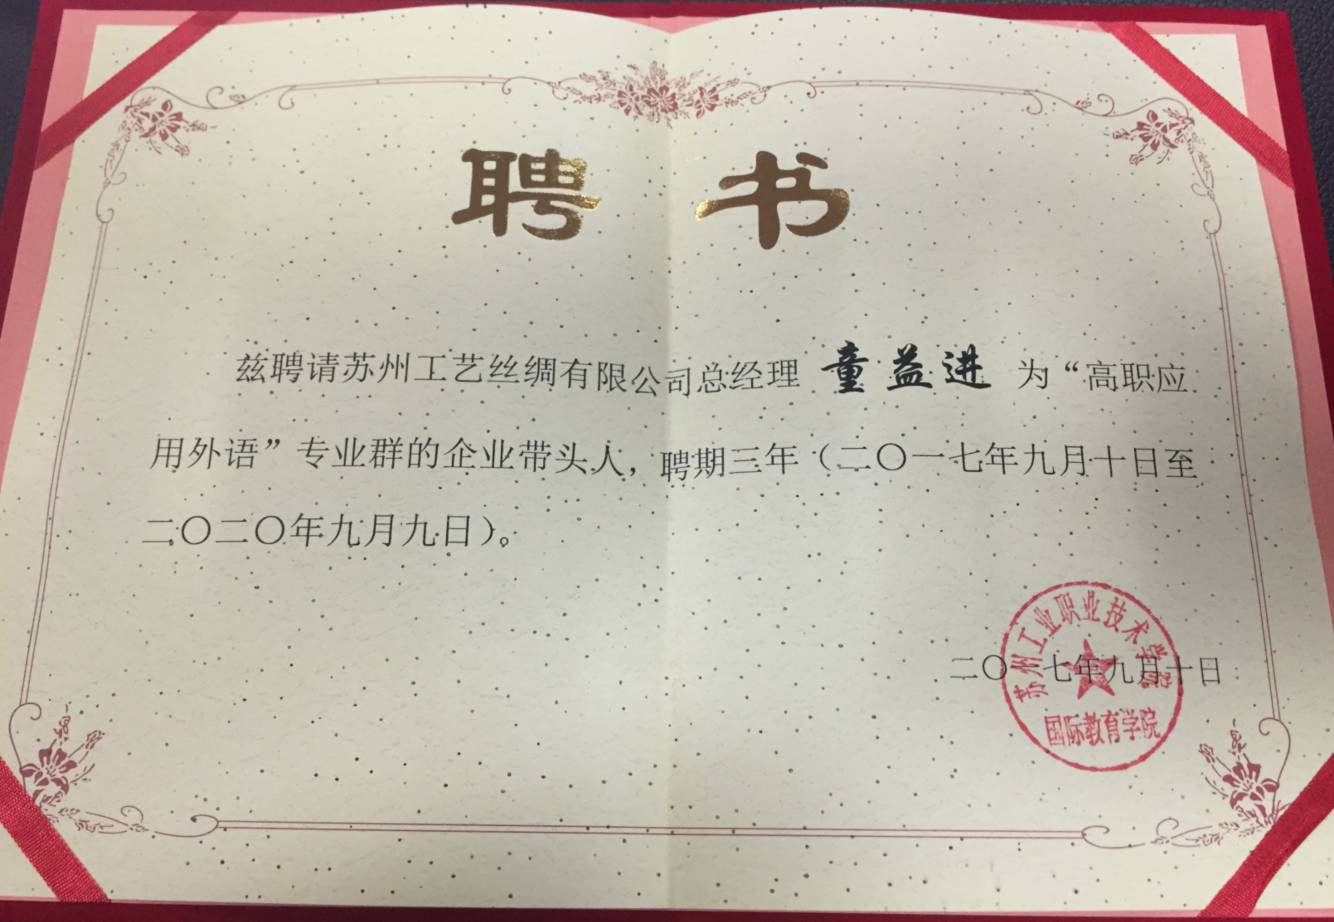 聘书
兹聘请苏州工艺丝绸有限公司总经理 童益进 为“高职应
用外语”专业群的企业带头人，聘期三年（二〇一七年九月十日至
二〇二〇年九月九日）。
二〇一七年九月十日
苏州工业职业技术学院
国际教育学院